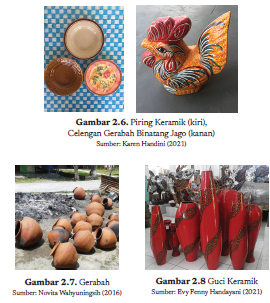 Gambar 2.6. Piring Keramik (kiri),
Celengan Gerabah Binatang Jago (kanan)
Sumber: Karen Handini (2021)
Gambar 2.7. Gerabah
Sumber: Novita Wahyuningsih (2016)
Gambar 2.8 Guci Keramik
Sumber: Evy Fenny Handayani (2021)